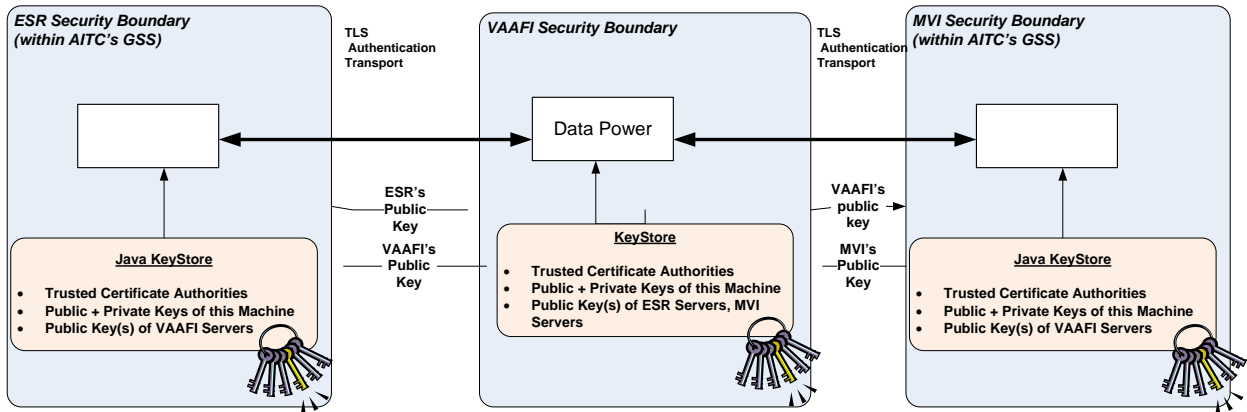 ESR Security Boundary
(within AITC's GSS)
TLS
Authentication
Transport
VAAFI Security Boundary
TLS
Authentication
Transport
MVI Security Boundary
(within AITC's GSS)
Data Power
ESR's
Public
Key
VAAFI's
Public
Key
VAAFI's
public
key
MVI's
Public
Key
Java KeyStore
• Trusted Certificate Authorities
• Public + Private Keys of this Machine
• Public Key(s) of VAAFI Servers
KeyStore
• Trusted Certificate Authorities
• Public + Private Keys of this Machine
• Public Key(s) of ESR Servers, MVI
Servers
Java KeyStore
• Trusted Certificate Authorities
• Public + Private Keys of this Machine
• Public Key(s) of VAAFI Servers